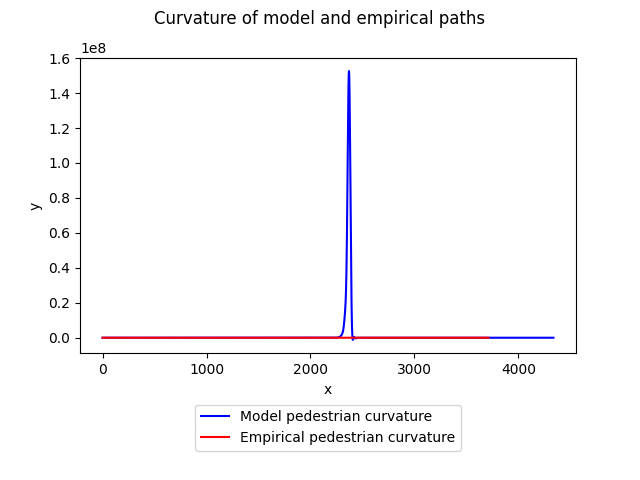 Curvature of model and empirical paths
1e8
1.6
1.4
1.2
1.0
0.8
0.6
0.4
0.2
0.0
y
0 1000 2000 3000 4000
x
Model pedestrian curvature
Empirical pedestrian curvature